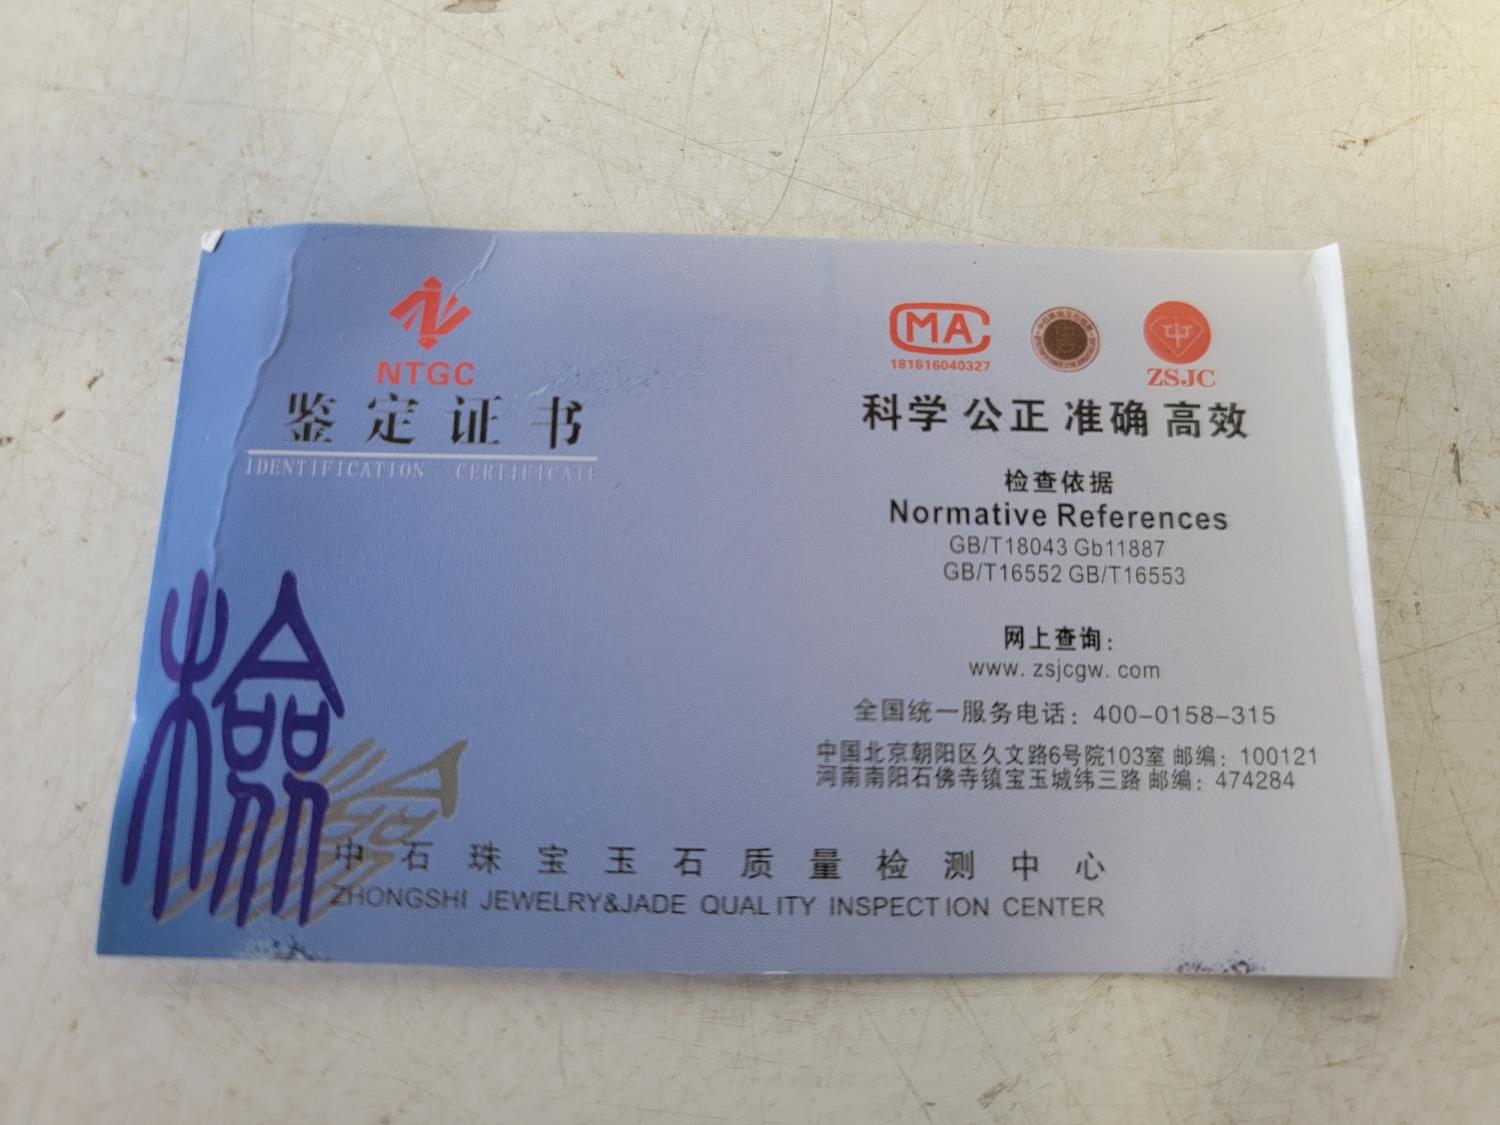 NTGC
鉴定证书
IDENTIFICATION CERTIFICATE
MA
181616040327
ZSJC
科学 公正 准确 高效
检查依据
Normative References
GB/T18043 Gb11887
GB/T16552 GB/T16553
网上查询：
www. zsjcgw. com
全国统一服务电话：400-0158-315
中国北京朝阳区久文路6号院103室 邮编：100121
河南南阳石佛寺镇宝玉城纬三路 邮编：474284
檢
中石珠宝玉石质量检测中心
ZHONGSHI JEWELRY&JADE QUALITY INSPECTION CENTER